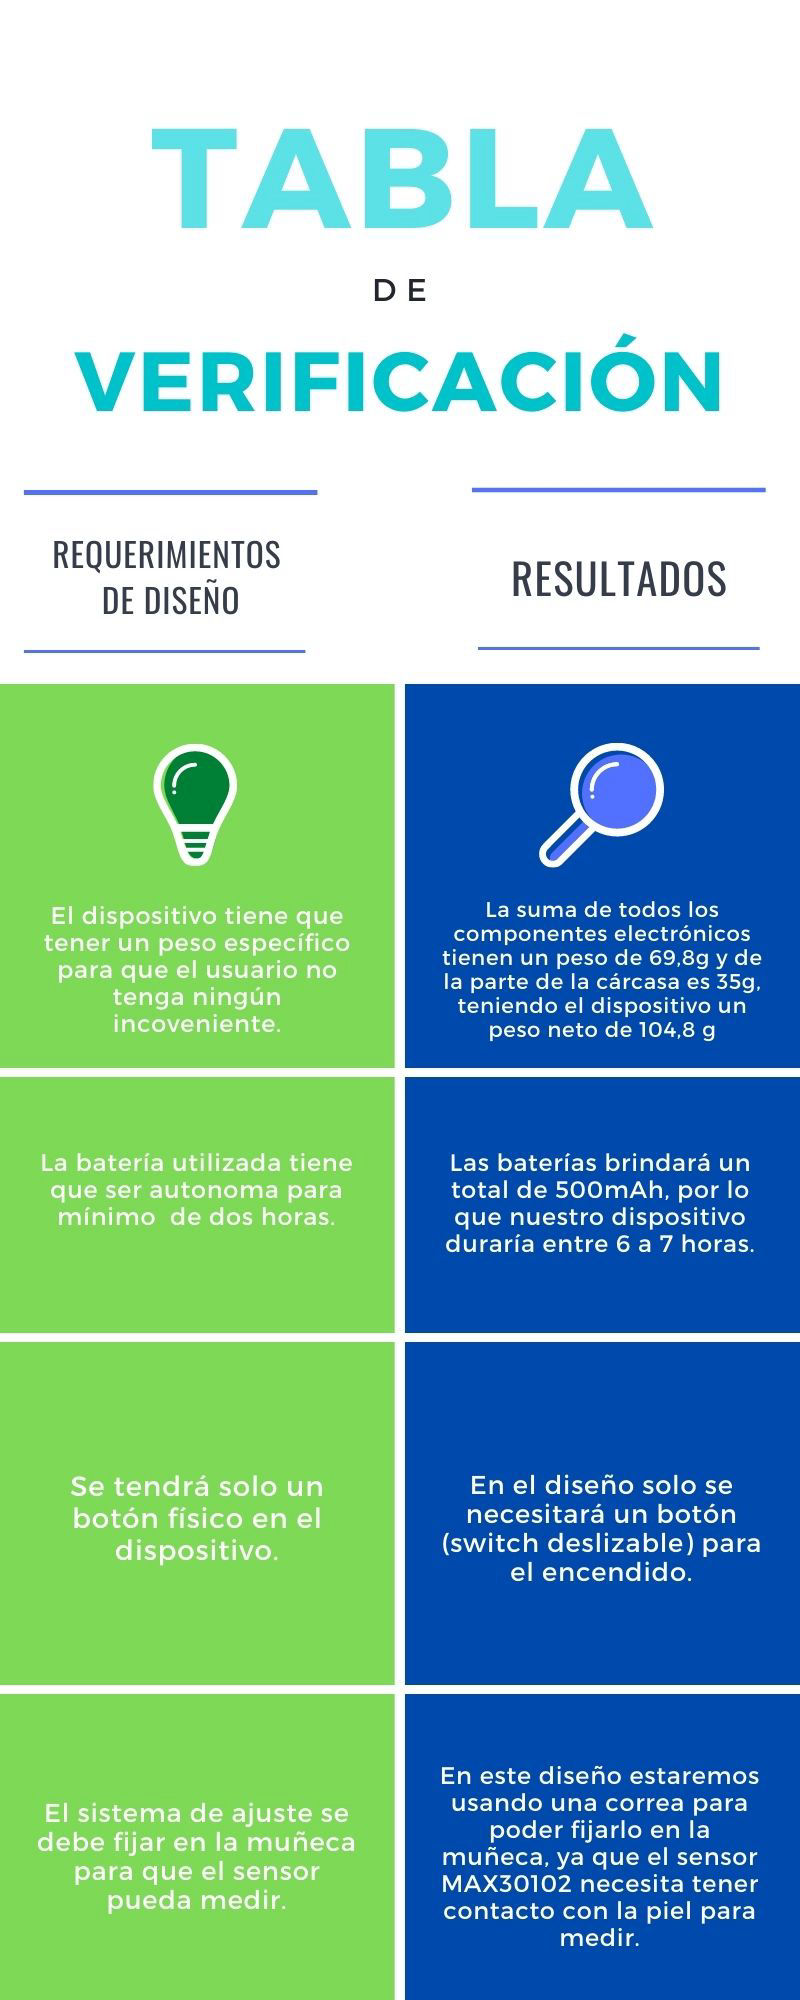 TABLA
DE
VERIFICACIÓN
REQUERIMIENTOS
DE DISEÑO
RESULTADOS
El dispositivo tiene que
tener un peso específico
para que el usuario no
tenga ningún
incoveniente.
La suma de todos los
componentes electrónicos
tienen un peso de 69,8g y de
la parte de la cárcasa es 35g,
teniendo el dispositivo un
peso neto de 104,8 g
La batería utilizada tiene
que ser autonoma para
mínimo  de dos horas.
Las baterías brindará un
total de 500mAh, por lo
que nuestro dispositivo
duraría entre 6 a 7 horas.
Se tendrá solo un
botón físico en el
dispositivo.
En el diseño solo se
necesitará un botón
(switch deslizable) para
el encendido.
El sistema de ajuste se
debe fijar en la muñeca
para que el sensor
pueda medir.
En este diseño estaremos
usando una correa para
poder fijarlo en la
muñeca, ya que el sensor
MAX30102 necesita tener
contacto con la piel para
medir.